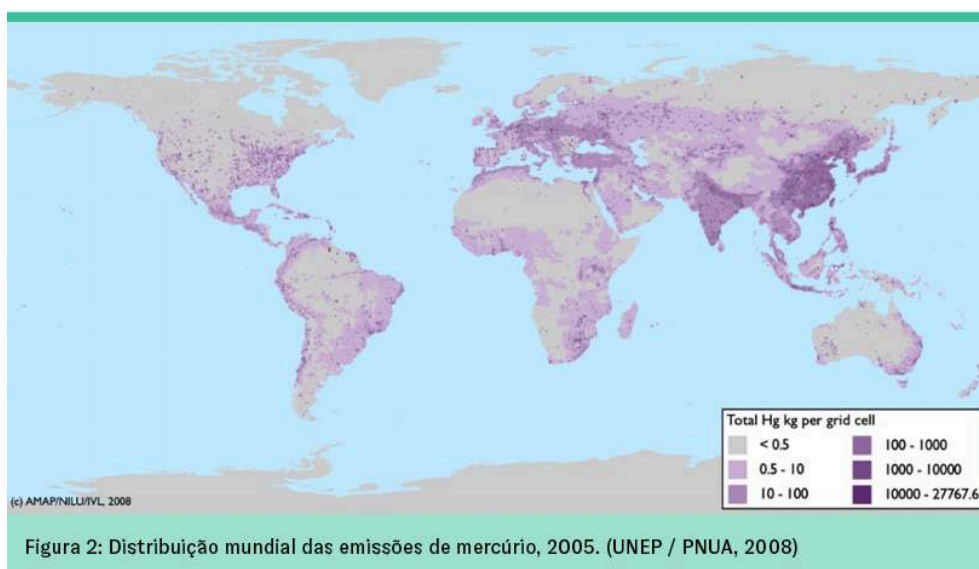 Total Hg kg per grid cell
< 0.5
0.5 - 10
10 - 100
100 - 1000
1000 - 10000
10000 - 27767.6
(c) AMAP/NILU/IVL, 2008
Figura 2: Distribuição mundial das emissões de mercúrio, 2005. (UNEP / PNUA, 2008)